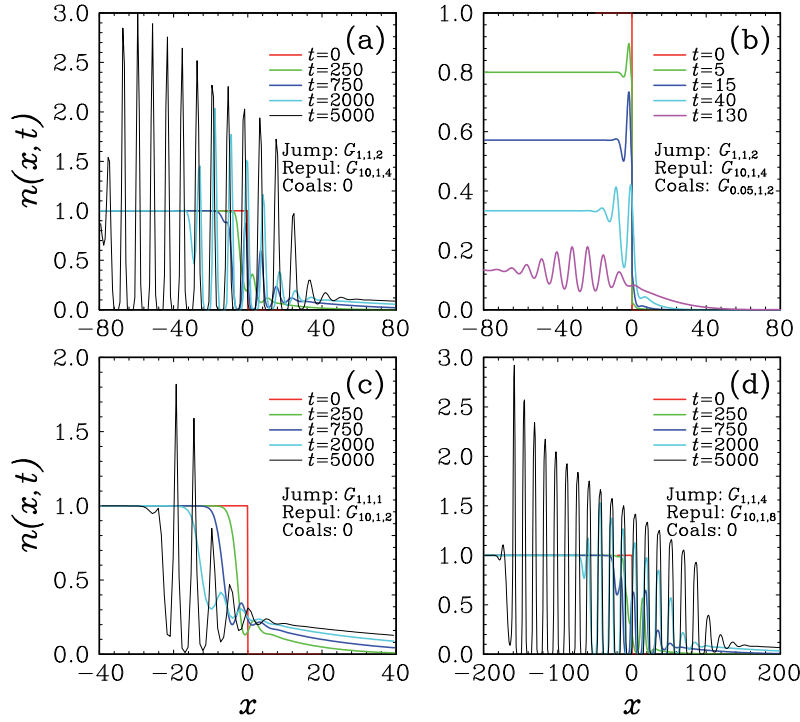 (a)
3.0
2.5
2.0
1.5
1.0
0.5
0.0
n(x,t)
t=0
t=250
t=750
t=2000
t=5000
Jump: G1,1,2
Repul: G10,1,4
Coals: 0
−80 −40 0 40 80
(b)
1.0
0.8
0.6
0.4
0.2
0.0
t=0
t=5
t=15
t=40
t=130
Jump: G1,1,2
Repul: G10,1,4
Coals: G0.05,1,2
−80 −40 0 40 80
(c)
2.0
1.5
1.0
0.5
0.0
n(x,t)
t=0
t=250
t=750
t=2000
t=5000
Jump: G1,1,1
Repul: G10,1,2
Coals: 0
−40 −20 0 20 40
x
(d)
3.0
2.5
2.0
1.5
1.0
0.5
0.0
t=0
t=250
t=750
t=2000
t=5000
Jump: G1,1,4
Repul: G10,1,8
Coals: 0
−200 −100 0 100 200
x